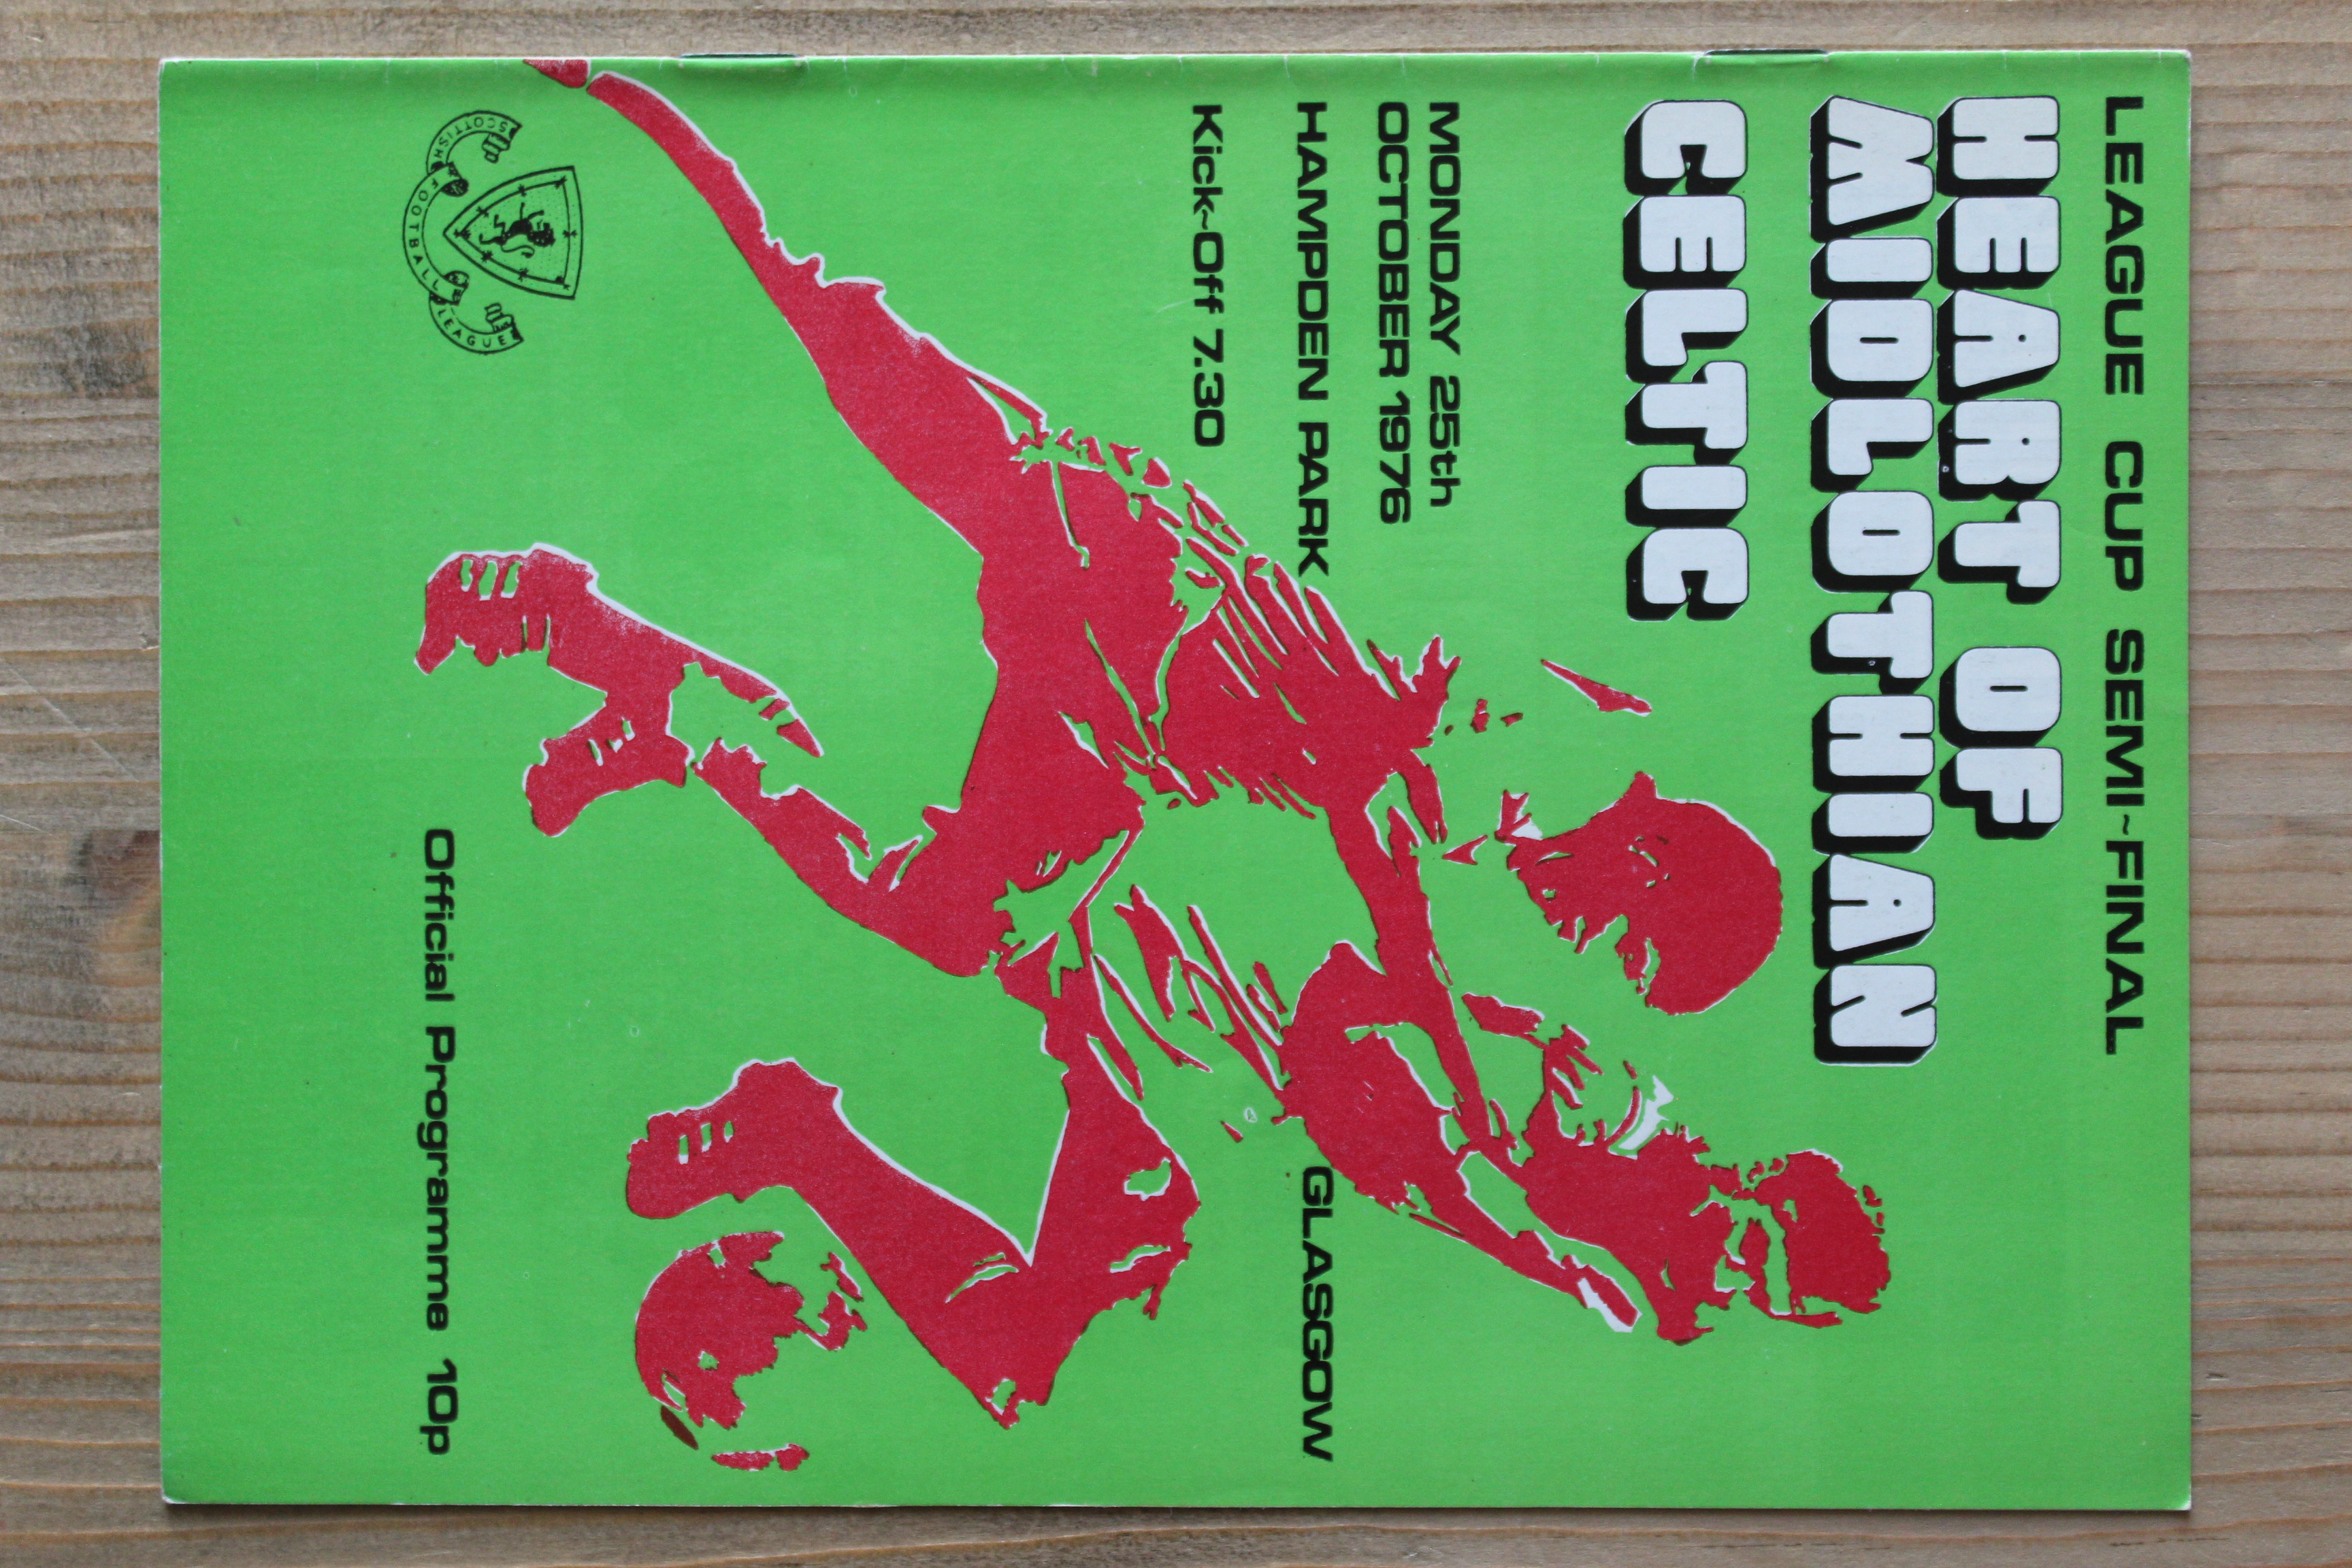 LEAGUE CUP SEMI~FINAL
HEART OF
MIDLOTHIAN
CELTIC
MONDAY 25th
OCTOBER 1976
HAMPDEN PARK GLASGOW
Kick~Off 7.30
SCOTTISH FOOTBALL LEAGUE
Official Programme 10p